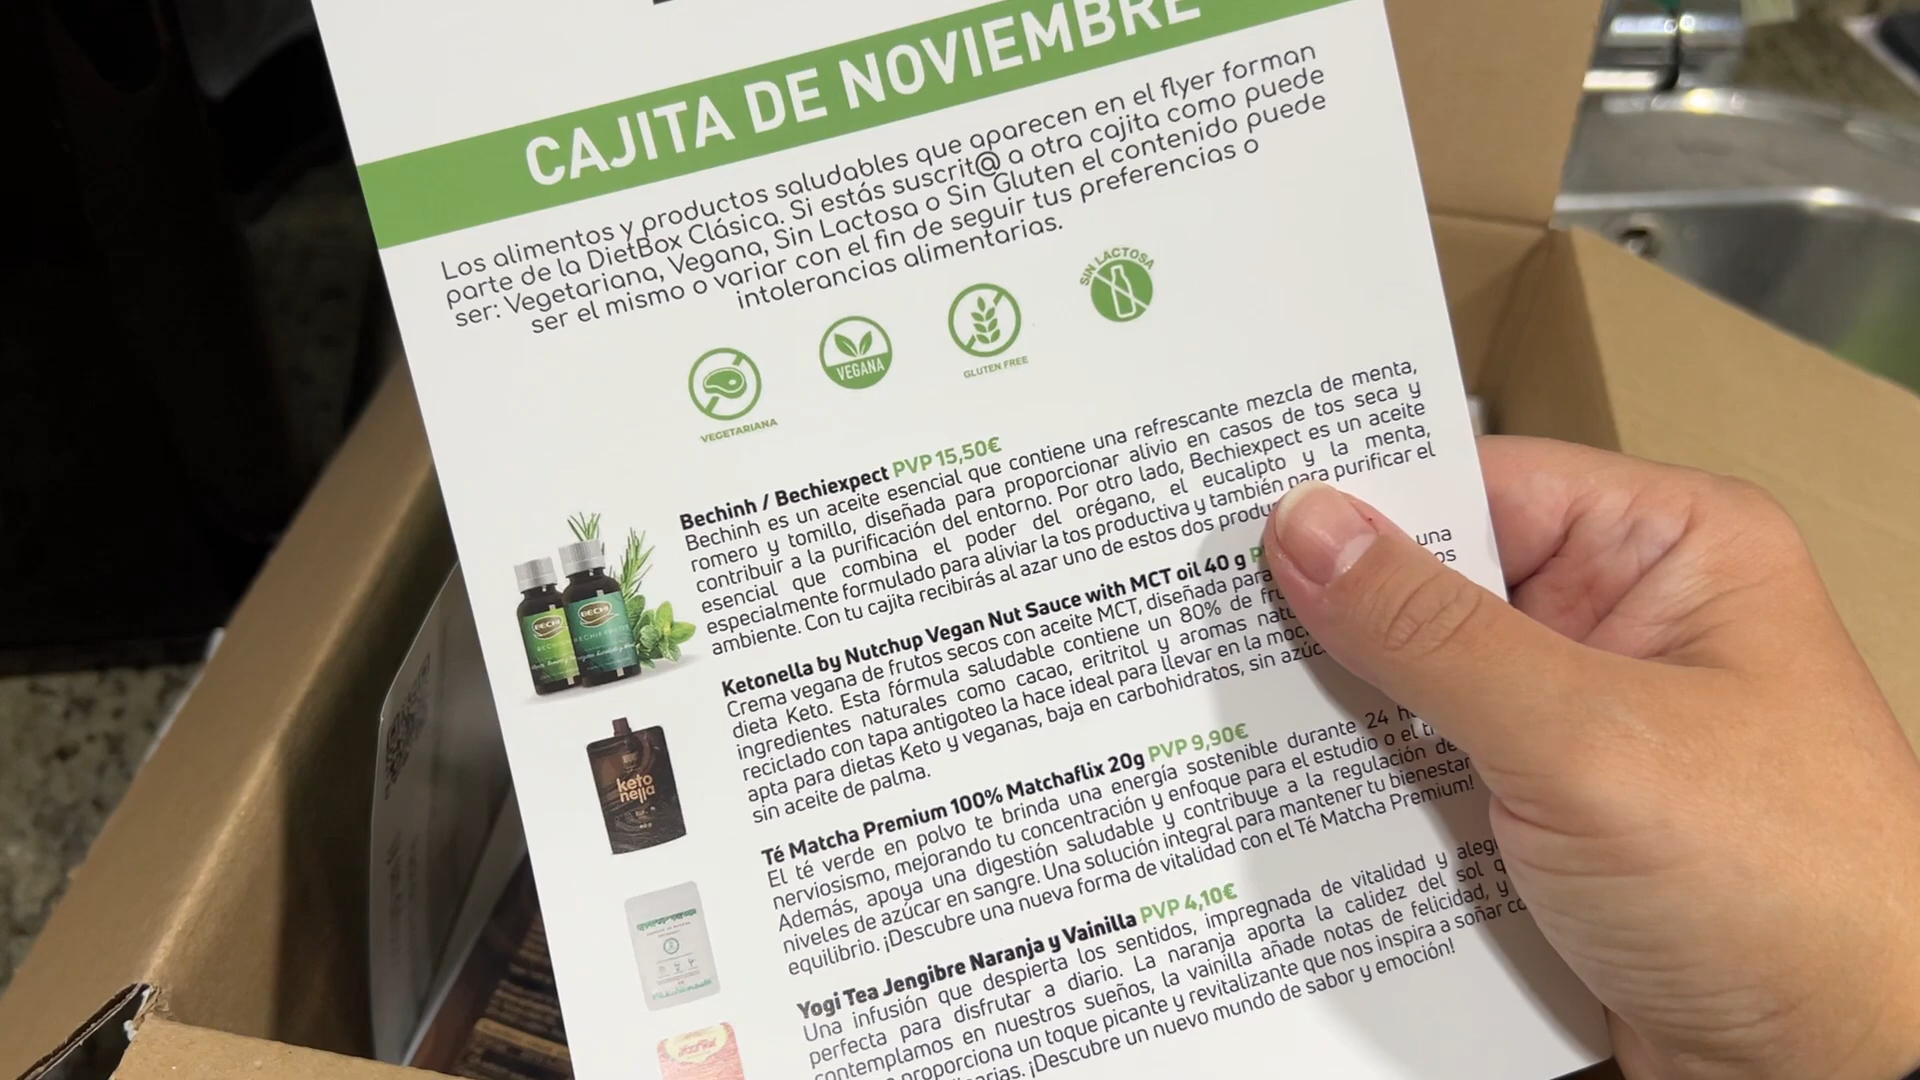 CAJITA DE NOVIEMBRE
Los alimentos y productos saludables que aparecen en el flyer forman
parte de la DietBox Clásica. Si estás suscrit@ a otra cajita como puede
ser: Vegetariana, Vegana, Sin Lactosa o Sin Gluten el contenido puede
ser el mismo o variar con el fin de seguir tus preferencias o
intolerancias alimentarias.
VEGETARIANA
VEGANA
GLUTEN FREE
SIN LACTOSA
Bechinh / Bechiexpect PVP 15,50€
Bechinh es un aceite esencial que contiene una refrescante mezcla de menta,
romero y tomillo, diseñada para proporcionar alivio en casos de tos seca y
contribuir a la purificación del entorno. Por otro lado, Bechiexpect es un aceite
esencial que combina el poder del orégano, el eucalipto y la menta,
especialmente formulado para aliviar la tos productiva y también para purificar el
ambiente. Con tu cajita recibirás al azar uno de estos dos
BECHI
BECHI
Ketonella by Nutchup Vegan Nut Sauce with MCT oil 40 g
Crema vegana de frutos secos con aceite MCT, diseñada para una
dieta Keto. Esta fórmula saludable contiene un 80% de
ingredientes naturales como cacao, eritritol y aromas
reciclado con tapa antigoteo la hace ideal para llevar en la
apta para dietas Keto y veganas, baja en carbohidratos, sin
sin aceite de palma.
keto
nella
Té Matcha Premium 100% Matchaflix 20g PVP 9,90€
El té verde en polvo te brinda una energía sostenible durante 24
nerviosismo, mejorando tu concentración y enfoque para el estudio o el
Además, apoya una digestión saludable y contribuye a la regulación de
niveles de azúcar en sangre. Una solución integral para mantener tu bienestar
equilibrio. ¡Descubre una nueva forma de vitalidad con el Té Matcha Premium!
Yogi Tea Jengibre Naranja y Vainilla PVP 4,10€
Una infusión que despierta los sentidos, impregnada de vitalidad y
perfecta para disfrutar a diario. La naranja aporta la calidez del sol
contemplamos en nuestros sueños, la vainilla añade notas de felicidad, y
proporciona un toque picante y revitalizante que nos inspira a soñar
¡Descubre un nuevo mundo de sabor y emoción!